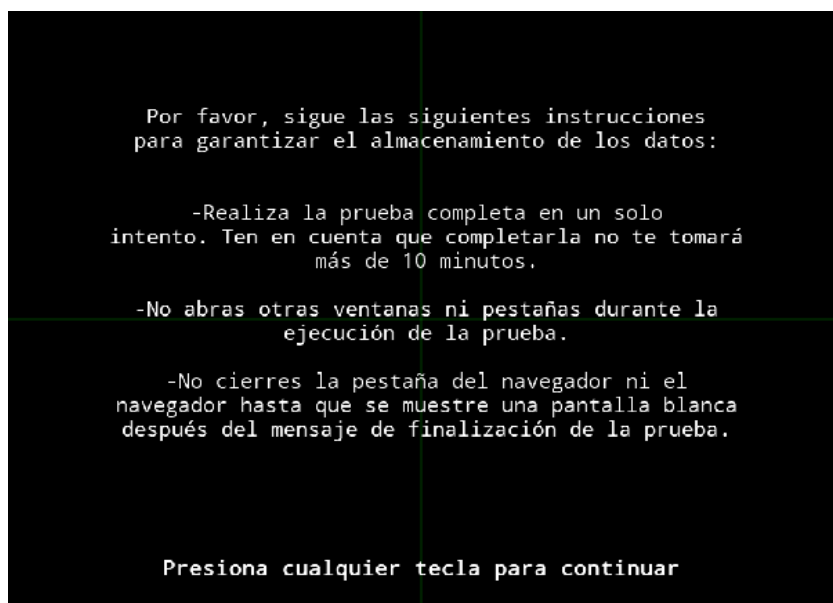 Por favor, sigue las siguientes instrucciones
para garantizar el almacenamiento de los datos:
-Realiza la prueba completa en un solo
intento. Ten en cuenta que completarla no te tomará
más de 10 minutos.
-No abras otras ventanas ni pestañas durante la
ejecución de la prueba.
-No cierres la pestaña del navegador ni el
navegador hasta que se muestre una pantalla blanca
después del mensaje de finalización de la prueba.
Presiona cualquier tecla para continuar